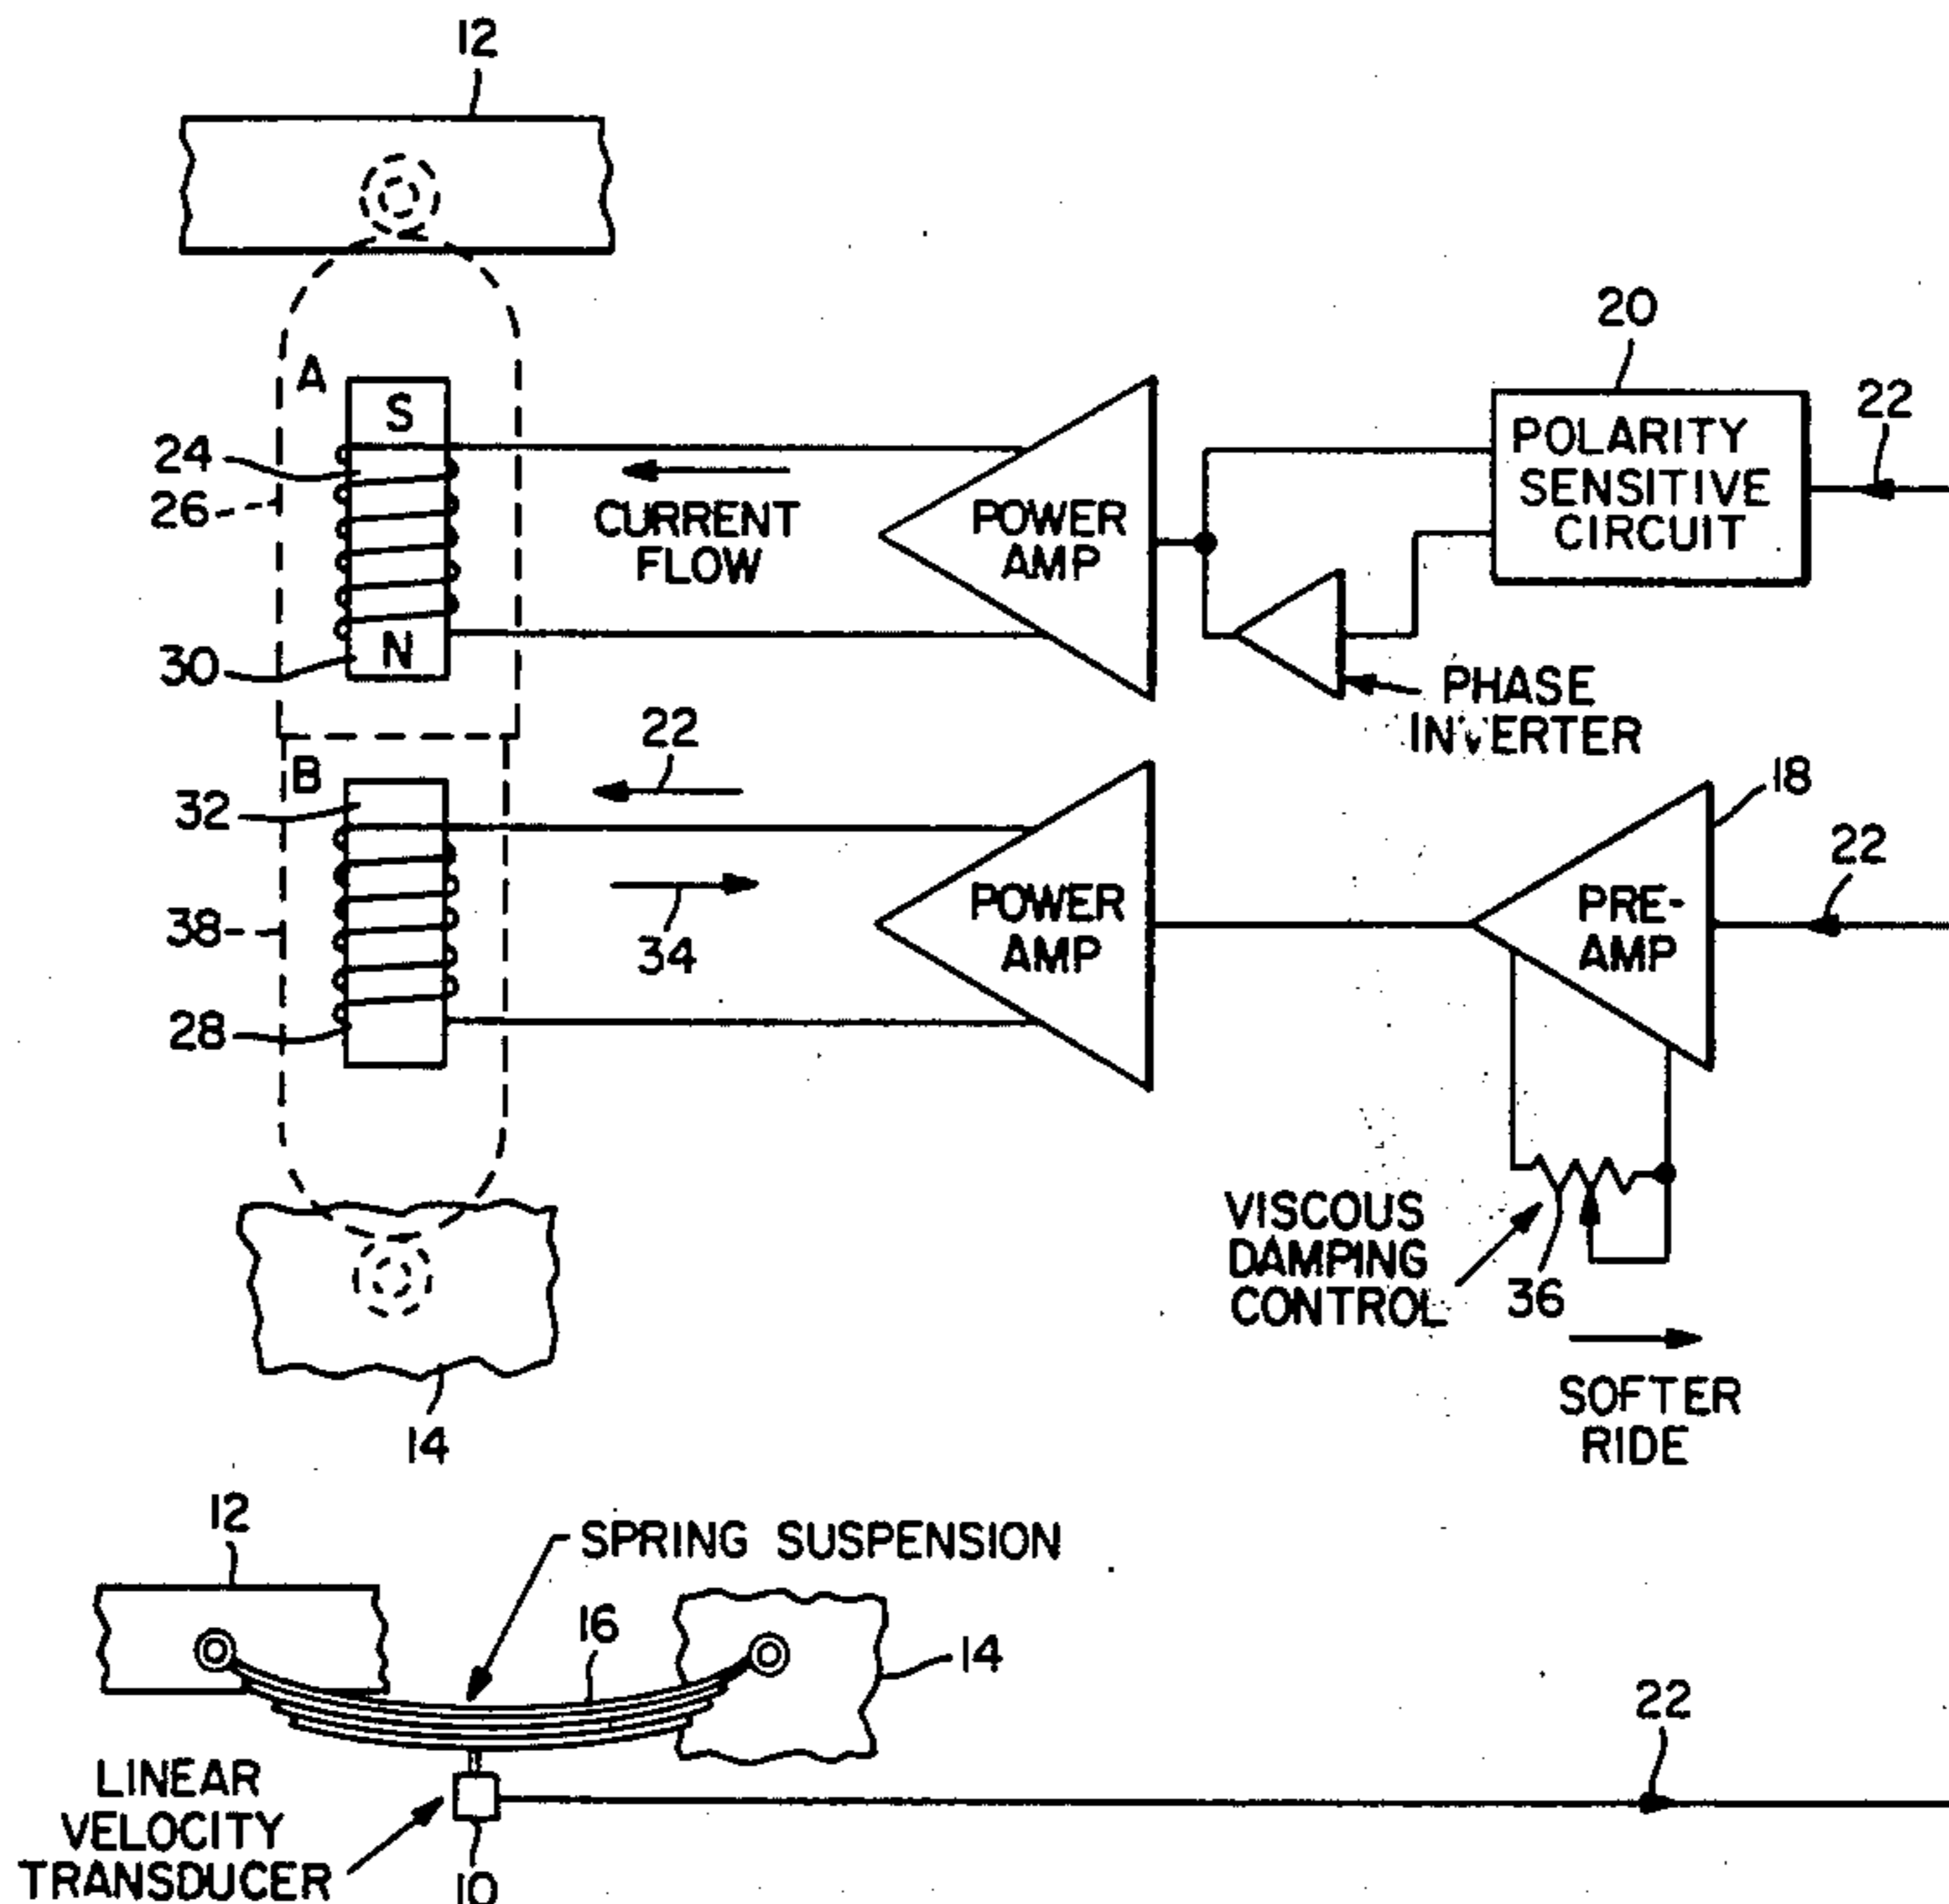 12
20
22
A
S
24
26
CURRENT
FLOW
POWER
AMP
POLARITY
SENSITIVE
CIRCUIT
30
N
PHASE
INVERTER
22
B
32
18
22
38
34
POWER
AMP
PRE-
AMP
28
VISCOUS
DAMPING
CONTROL
36
SOFTER
RIDE
14
12
SPRING SUSPENSION
16
14
22
LINEAR
VELOCITY
TRANSDUCER
10